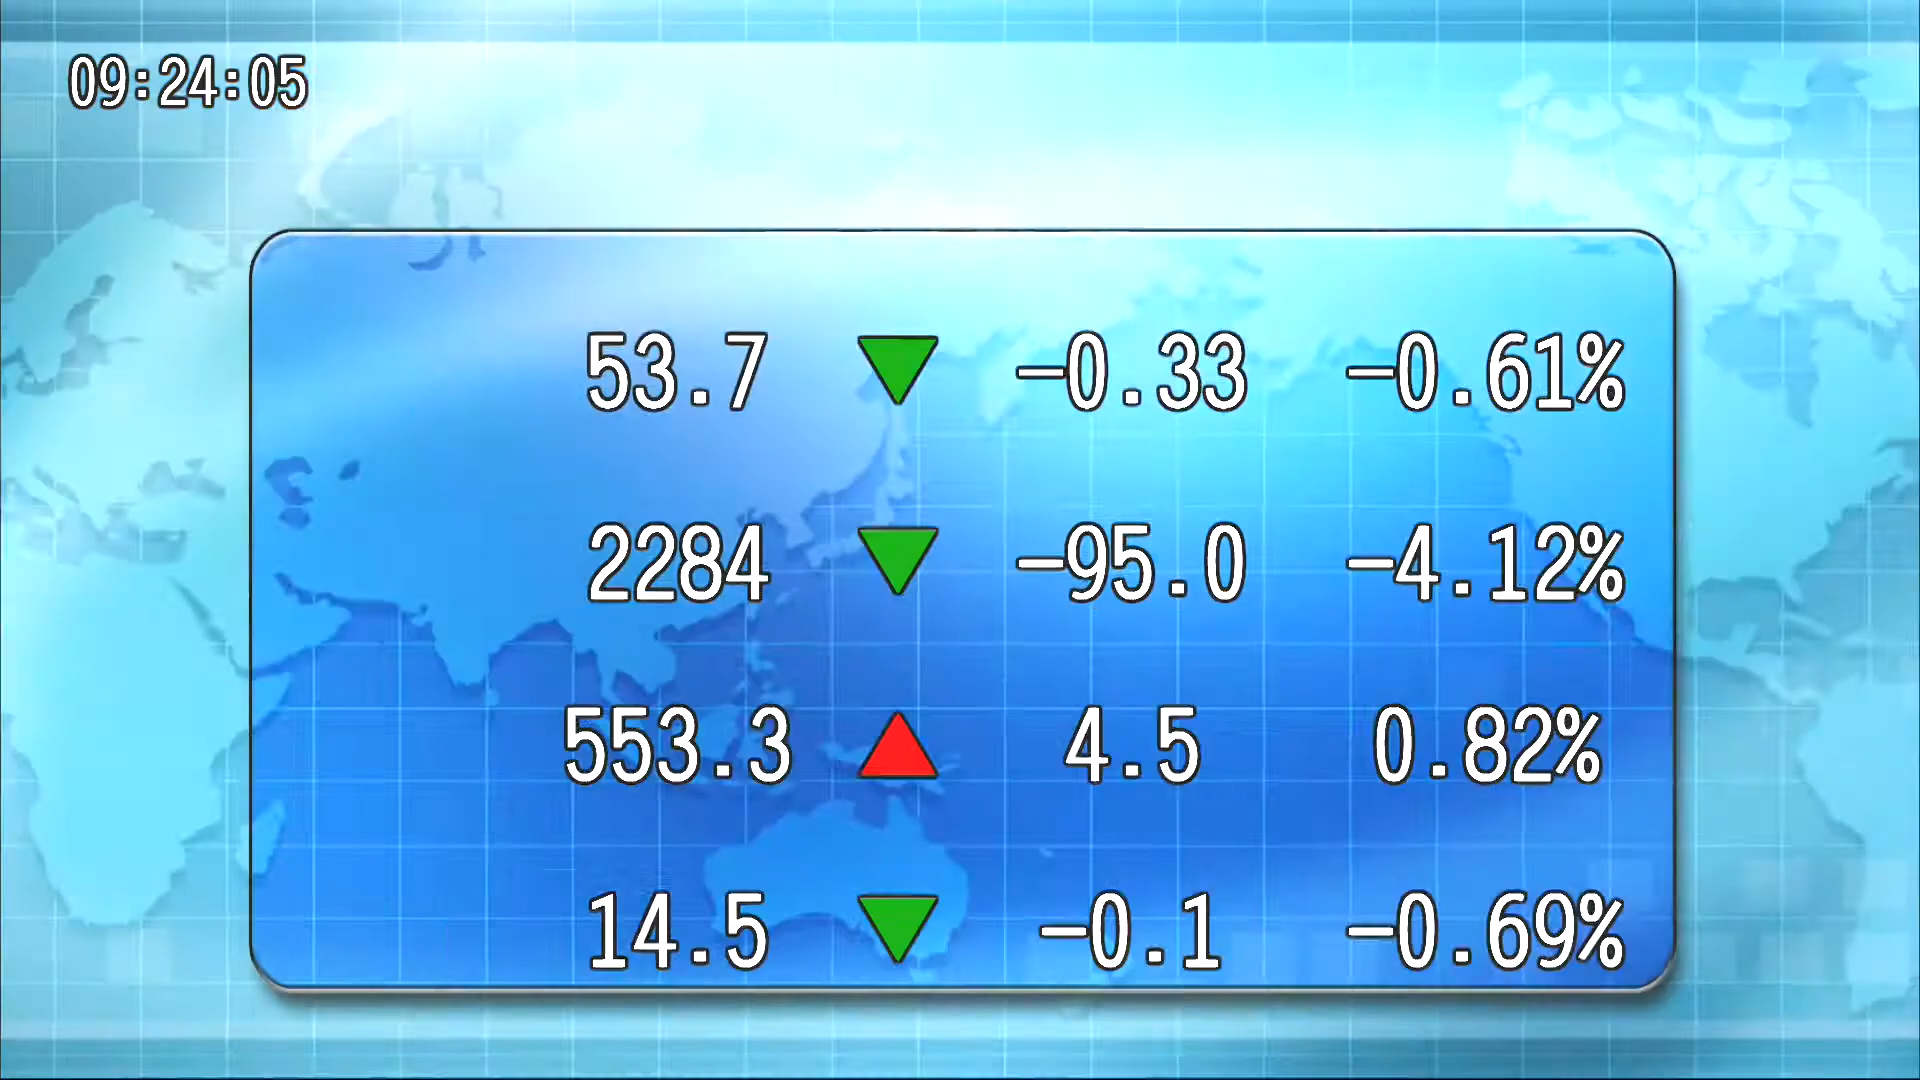 09:24:05
53.7 ▼ -0.33 -0.61%
2284 ▼ -95.0 -4.12%
553.3 ▲ 4.5 0.82%
14.5 ▼ -0.1 -0.69%